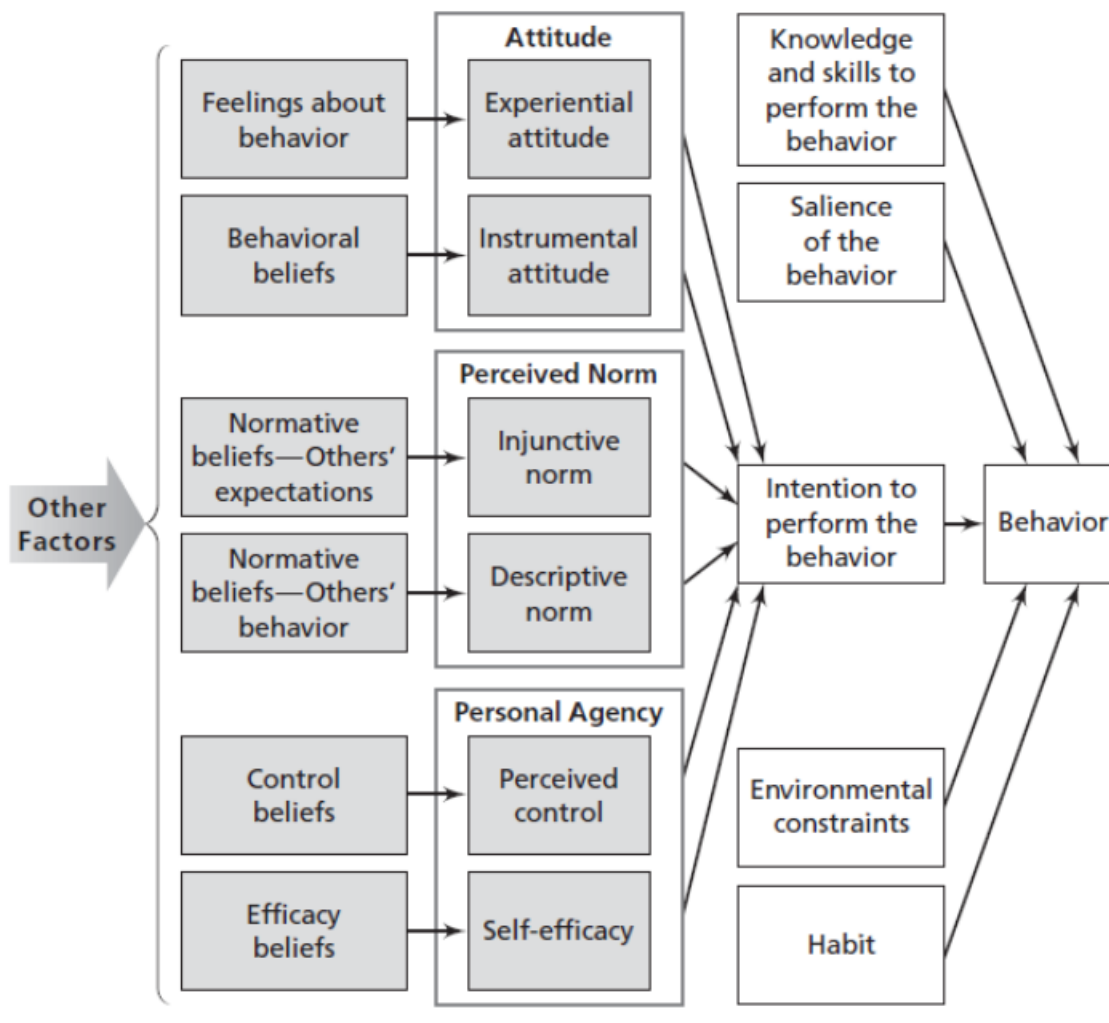 Other
Factors
Feelings about
behavior
Behavioral
beliefs
Normative
beliefs—Others'
expectations
Normative
beliefs—Others'
behavior
Control
beliefs
Efficacy
beliefs
Attitude
Experiential
attitude
Instrumental
attitude
Perceived Norm
Injunctive
norm
Descriptive
norm
Personal Agency
Perceived
control
Self-efficacy
Knowledge
and skills to
perform the
behavior
Salience
of the
behavior
Intention to
perform the
behavior
Environmental
constraints
Habit
Behavior